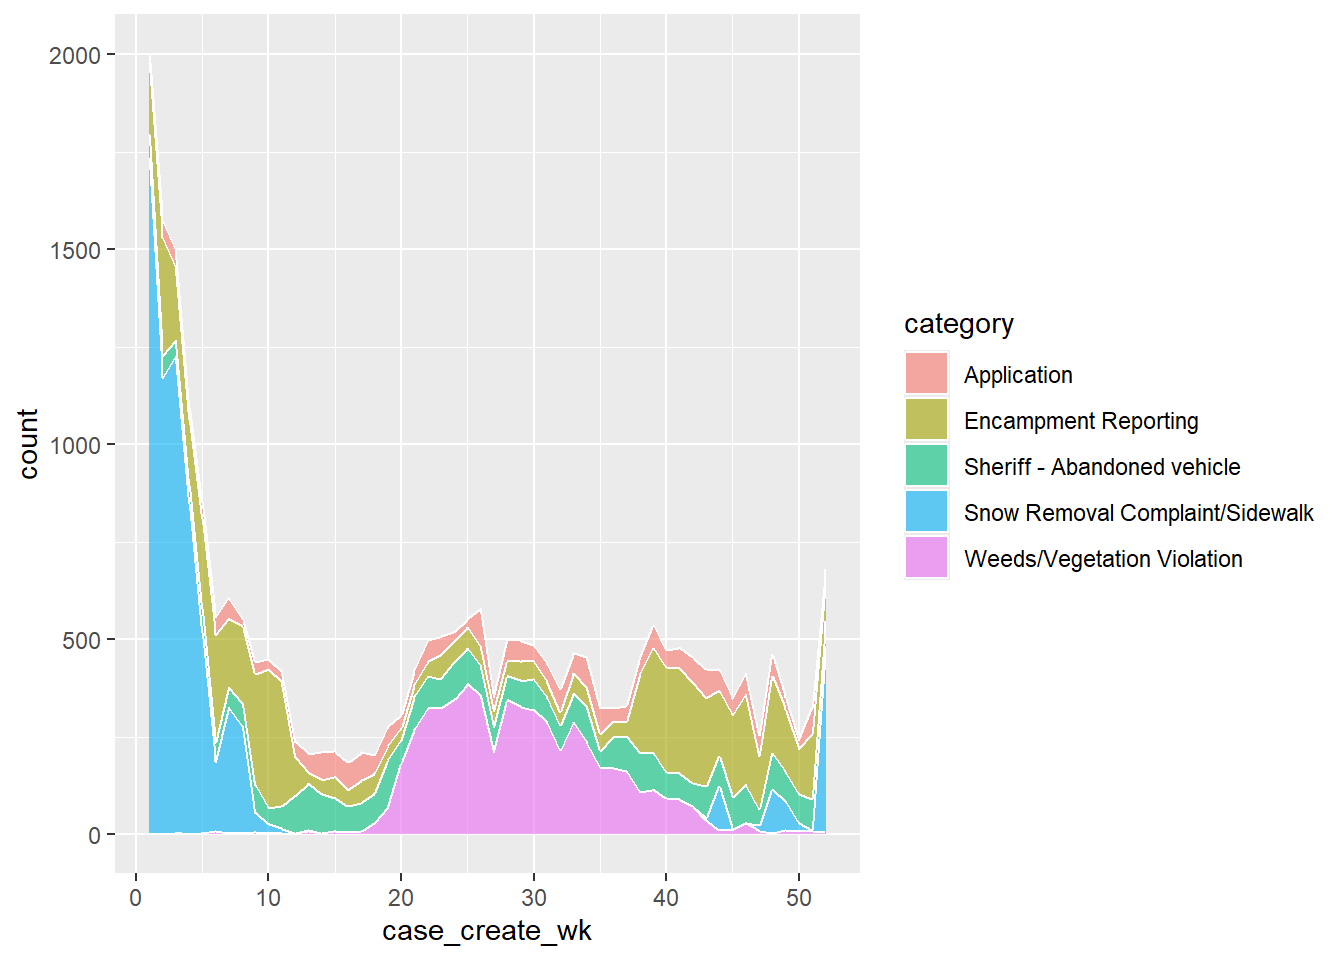 2000
1500
1000
500
0
count
0 10 20 30 40 50
case_create_wk
category
Application
Encampment Reporting
Sheriff - Abandoned vehicle
Snow Removal Complaint/Sidewalk
Weeds/Vegetation Violation